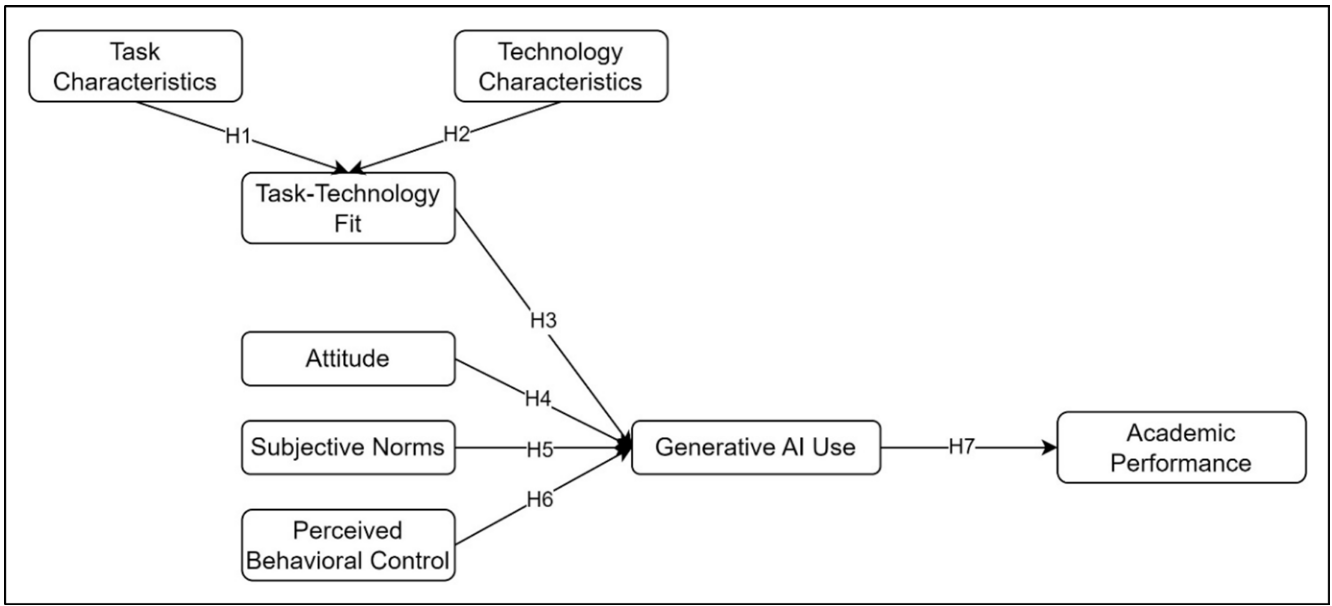 Task
Characteristics
Technology
Characteristics
H1
H2
Task-Technology
Fit
H3
Attitude
H4
Subjective Norms
H5
Generative AI Use
H7
Academic
Performance
H6
Perceived
Behavioral Control